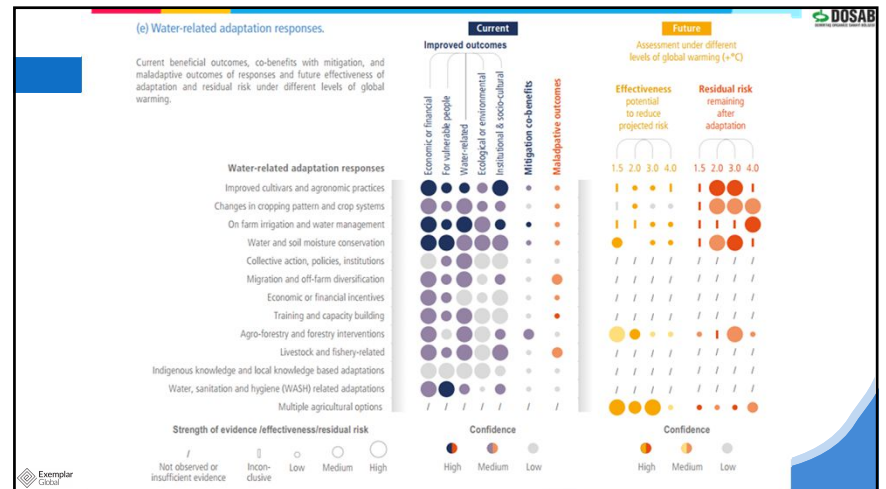 DOSAB
(e) Water-related adaptation responses.
Current beneficial outcomes, co-benefits with mitigation, and
maladaptive outcomes of responses and future effectiveness of
adaptation and residual risk under different levels of global
warming.
Current
Improved outcomes
Economic or financial
For vulnerable people
Water-related
Ecological or environmental
Institutional & socio-cultural
Mitigation co-benefits
Maladpative outcomes
Future
Assessment under different
levels of global warming (+°C)
Effectiveness
potential
to reduce
projected risk
Residual risk
remaining
after
adaptation
1.5 2.0 3.0 4.0
1.5 2.0 3.0 4.0
Water-related adaptation responses
Improved cultivars and agronomic practices
Changes in cropping pattern and crop systems
On farm irrigation and water management
Water and soil moisture conservation
Collective action, policies, institutions
Migration and off-farm diversification
Economic or financial incentives
Training and capacity building
Agro-forestry and forestry interventions
Livestock and fishery-related
Indigenous knowledge and local knowledge based adaptations
Water, sanitation and hygiene (WASH) related adaptations
Multiple agricultural options
Strength of evidence /effectiveness/residual risk
Not observed or
insufficient evidence
Incon-
clusive
Low
Medium
High
Confidence
High
Medium
Low
Confidence
High
Medium
Low
Exemplar
Global